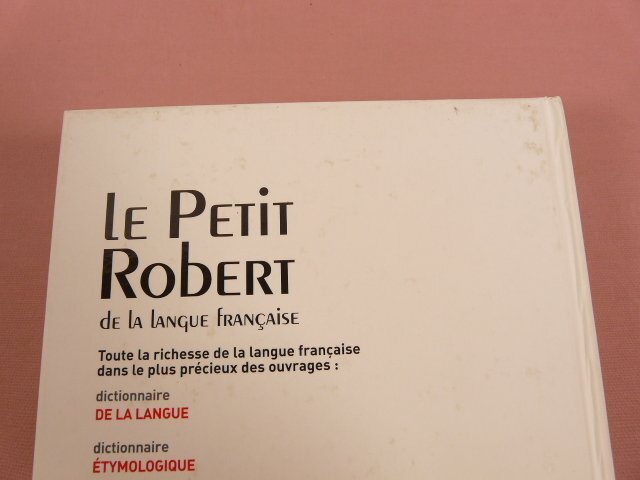 Le Petit
Robert
de la langue française
Toute la richesse de la langue française
dans le plus précieux des ouvrages :
dictionnaire
DE LA LANGUE
dictionnaire
ÉTYMOLOGIQUE